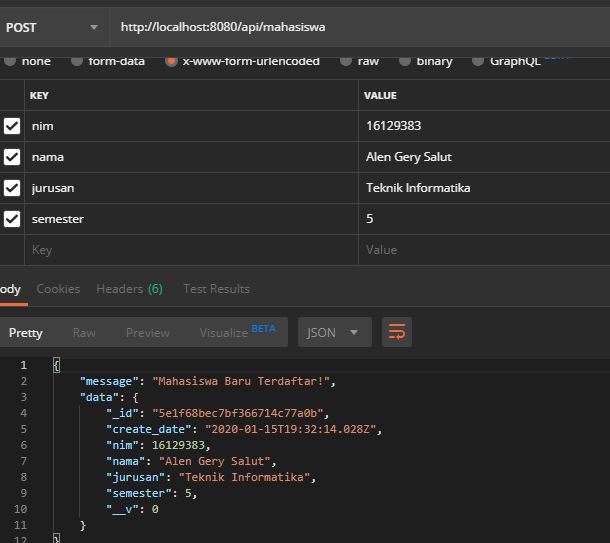 POST http://localhost:8080/api/mahasiswa
none form-data x-www-form-urlencoded raw binary GraphQL BETA
KEY VALUE
nim 16129383
nama Alen Gery Salut
jurusan Teknik Informatika
semester 5
Key Value
ody Cookies Headers (6) Test Results
Pretty Raw Preview Visualize BETA JSON
1 {
2 "message": "Mahasiswa Baru Terdaftar!",
3 "data": {
4 "_id": "5e1f68bec7bf366714c77a0b",
5 "create_date": "2020-01-15T19:32:14.028Z",
6 "nim": 16129383,
7 "nama": "Alen Gery Salut",
8 "jurusan": "Teknik Informatika",
9 "semester": 5,
10 "__v": 0
11 }
12 }